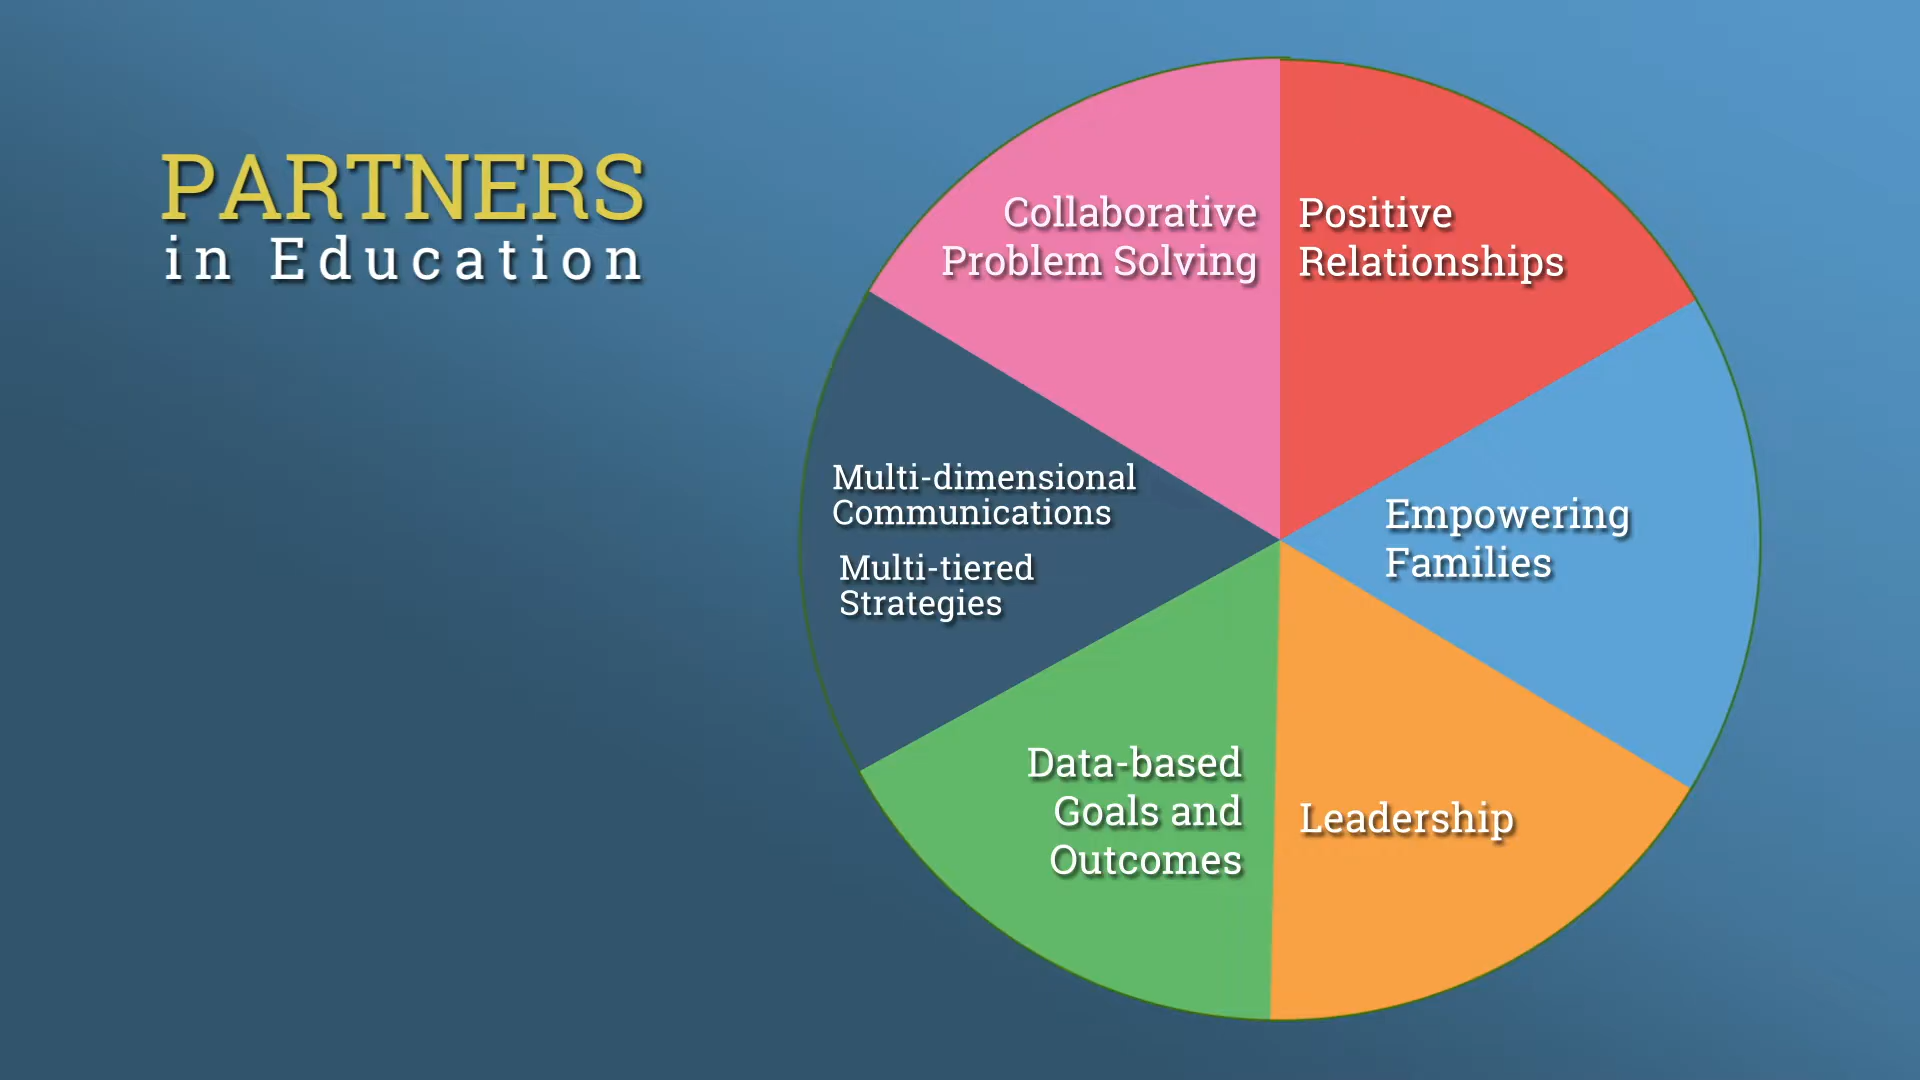 PARTNERS
in Education
Collaborative
Problem Solving
Positive
Relationships
Multi-dimensional
Communications
Multi-tiered
Strategies
Empowering
Families
Data-based
Goals and
Outcomes
Leadership